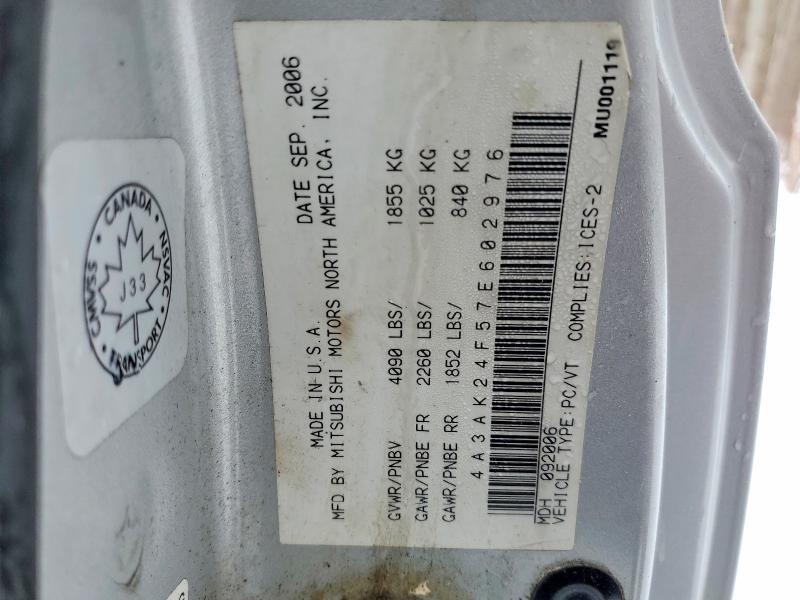 CMVSS CANADA NSVAC
J33
TRANSPORT
MADE IN U.S.A. DATE SEP. 2006
MFD BY MITSUBISHI MOTORS NORTH AMERICA, INC.
GVWR/PNBV 4090 LBS/ 1855 KG
GAWR/PNBE FR 2260 LBS/ 1025 KG
GAWR/PNBE RR 1852 LBS/ 840 KG
4A3AK24F57E602976
MDH 092006
VEHICLE TYPE:PC/VT COMPLIES:ICES-2
MU001119